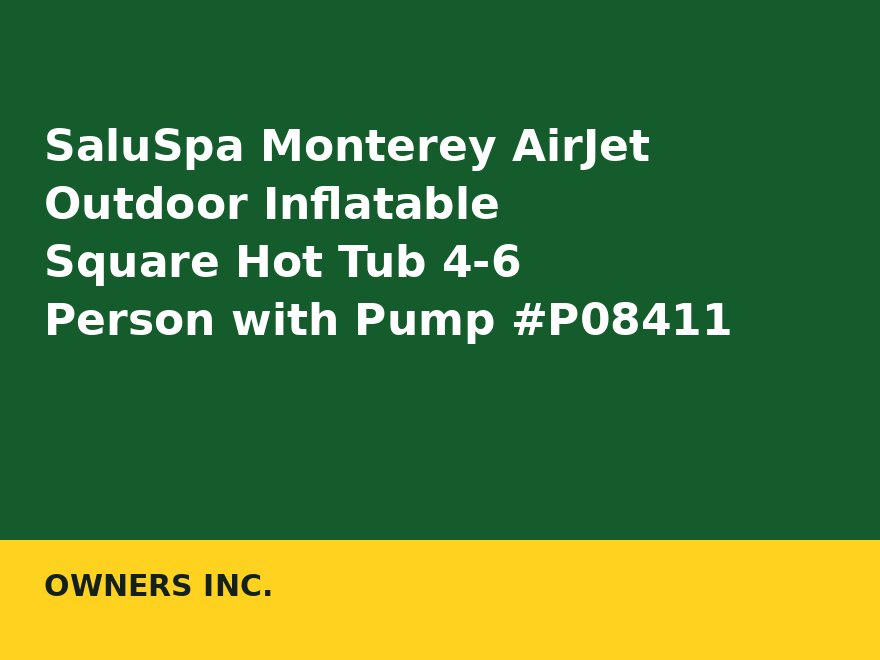 SaluSpa Monterey AirJet
Outdoor Inflatable
Square Hot Tub 4-6
Person with Pump #P08411
OWNERS INC.